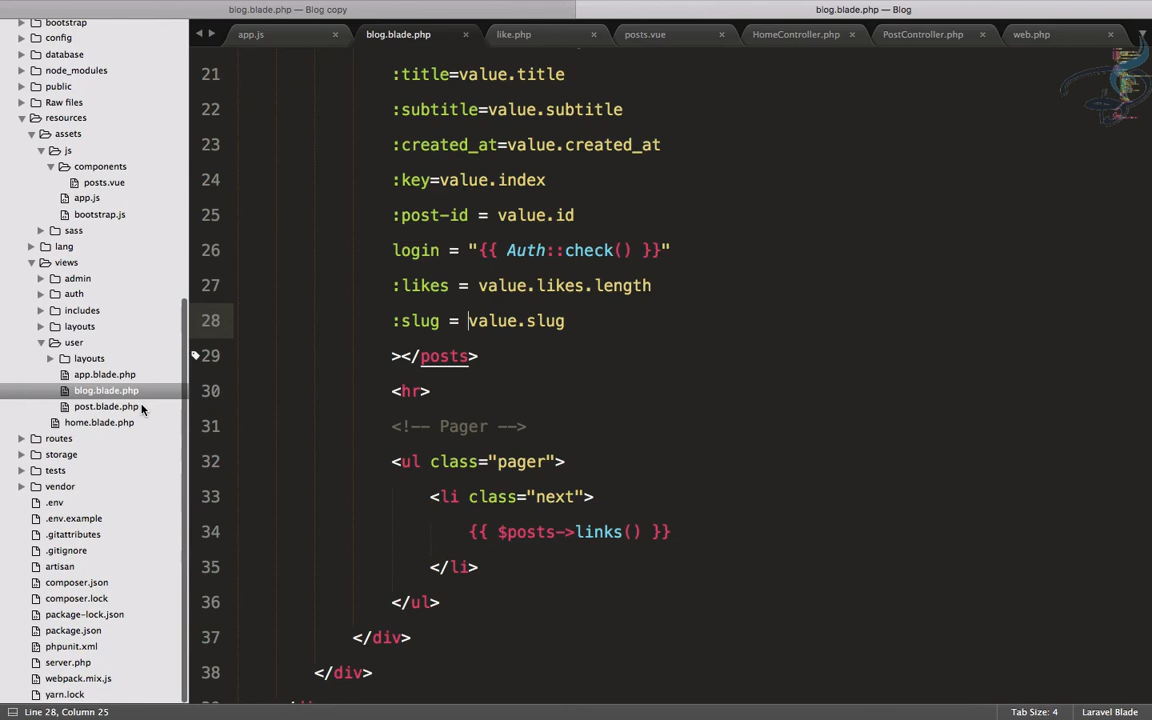 blog.blade.php — Blog copy
blog.blade.php — Blog
app.js
blog.blade.php
like.php
posts.vue
HomeController.php
PostController.php
web.php
bootstrap
config
database
node_modules
public
Raw files
resources
assets
js
components
posts.vue
app.js
bootstrap.js
sass
lang
views
admin
auth
includes
layouts
user
layouts
app.blade.php
blog.blade.php
post.blade.php
home.blade.php
routes
storage
tests
vendor
.env
.env.example
.gitattributes
.gitignore
artisan
composer.json
composer.lock
package-lock.json
package.json
phpunit.xml
server.php
webpack.mix.js
yarn.lock
21 :title=value.title
22 :subtitle=value.subtitle
23 :created_at=value.created_at
24 :key=value.index
25 :post-id = value.id
26 login = "{{ Auth::check() }}"
27 :likes = value.likes.length
28 :slug = value.slug
29 ></posts>
30 <hr>
31 <!-- Pager -->
32 <ul class="pager">
33 <li class="next">
34 {{ $posts->links() }}
35 </li>
36 </ul>
37 </div>
38 </div>
Line 28, Column 25
Tab Size: 4
Laravel Blade